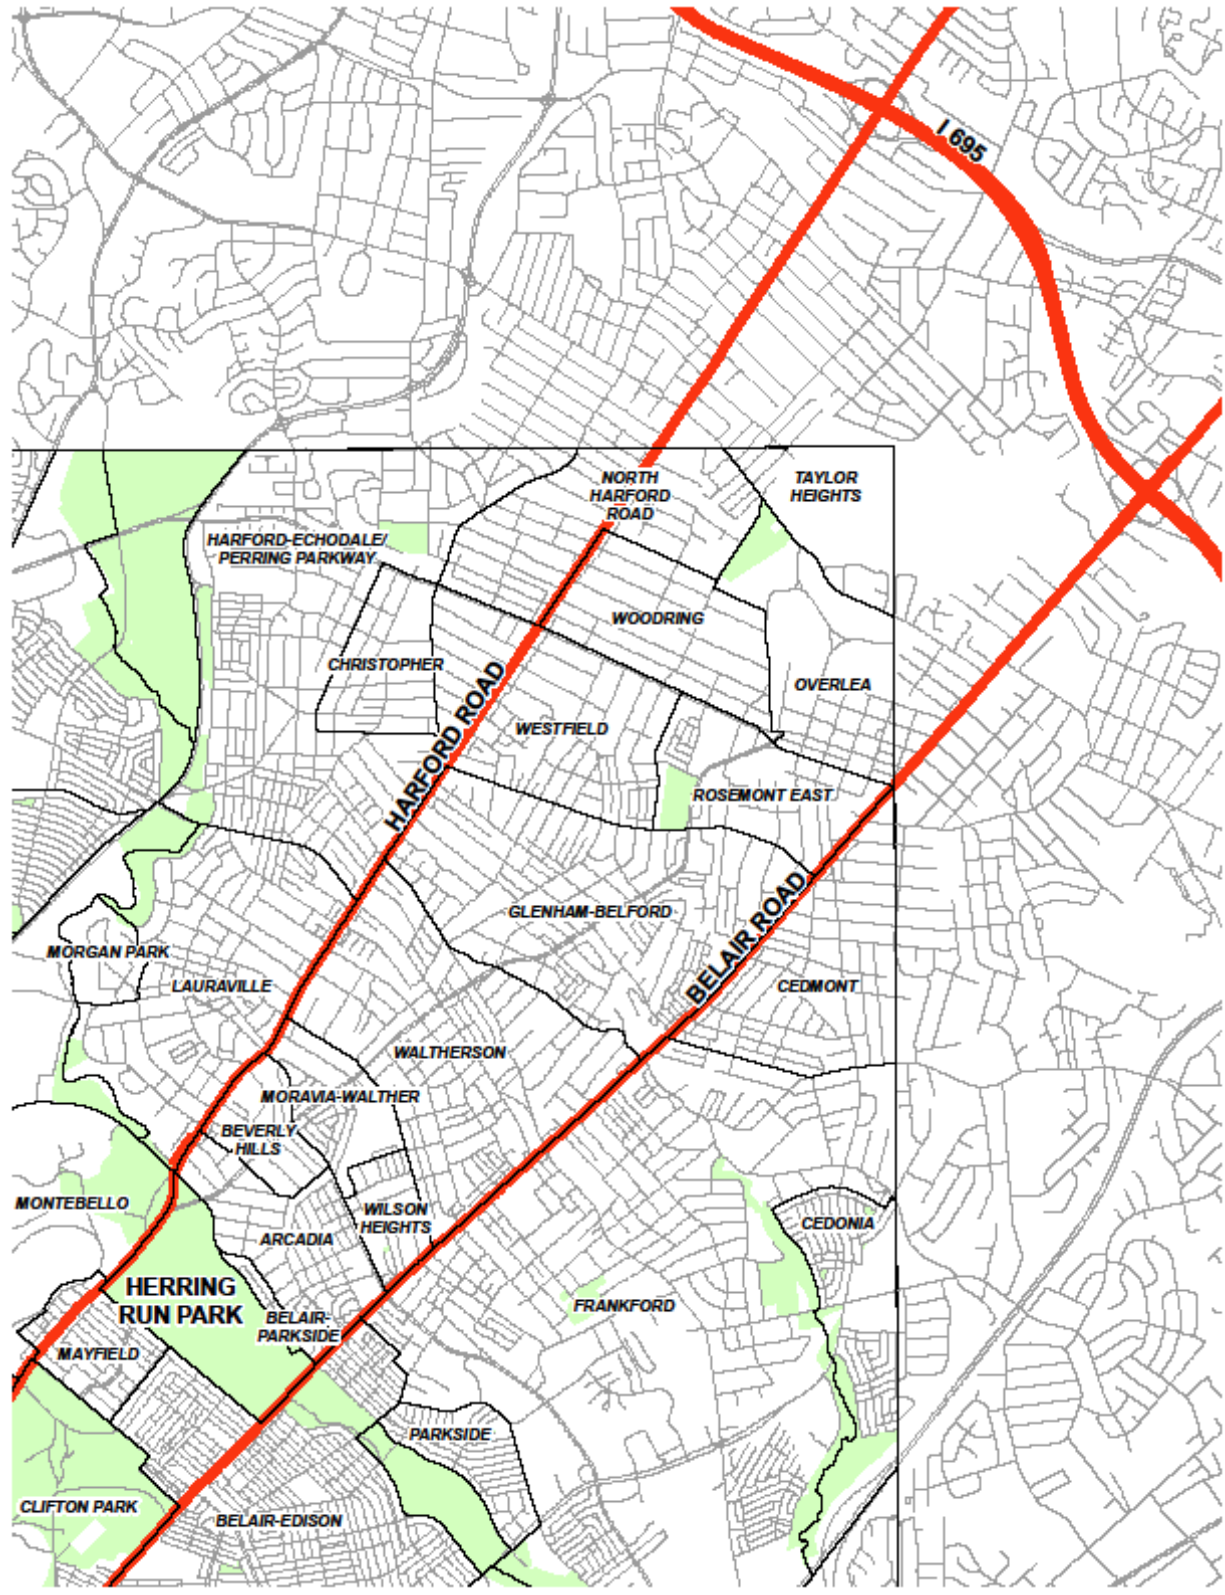 I 695
NORTH
HARFORD
ROAD
TAYLOR
HEIGHTS
HARFORD-ECHODALE/
PERRING PARKWAY
WOODRING
CHRISTOPHER
OVERLEA
HARFORD ROAD
WESTFIELD
ROSEMONT EAST
GLENHAM-BELFORD
BELAIR ROAD
MORGAN PARK
LAURAVILLE
CEDMONT
WALTHERSON
MORAVIA-WALTHER
BEVERLY
HILLS
MONTEBELLO
WILSON
HEIGHTS
CEDONIA
ARCADIA
HERRING
RUN PARK
BELAIR-
PARKSIDE
FRANKFORD
MAYFIELD
PARKSIDE
CLIFTON PARK
BELAIR-EDISON